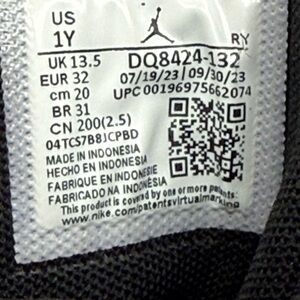 US
1Y
RY
UK 13.5
DQ8424-132
EUR 32
07/19/23 / 09/30/23
cm 20
UPC 00196975662074
BR 31
CN 200(2.5)
04TCS7B8JCPBD
MADE IN INDONESIA
HECHO EN INDONESIA
FABRIQUE EN INDONÉSIE
FABRICADO NA INDONÉSIA
This product is covered by one or more patents:
www.nike.com/patentsvirtualmarking